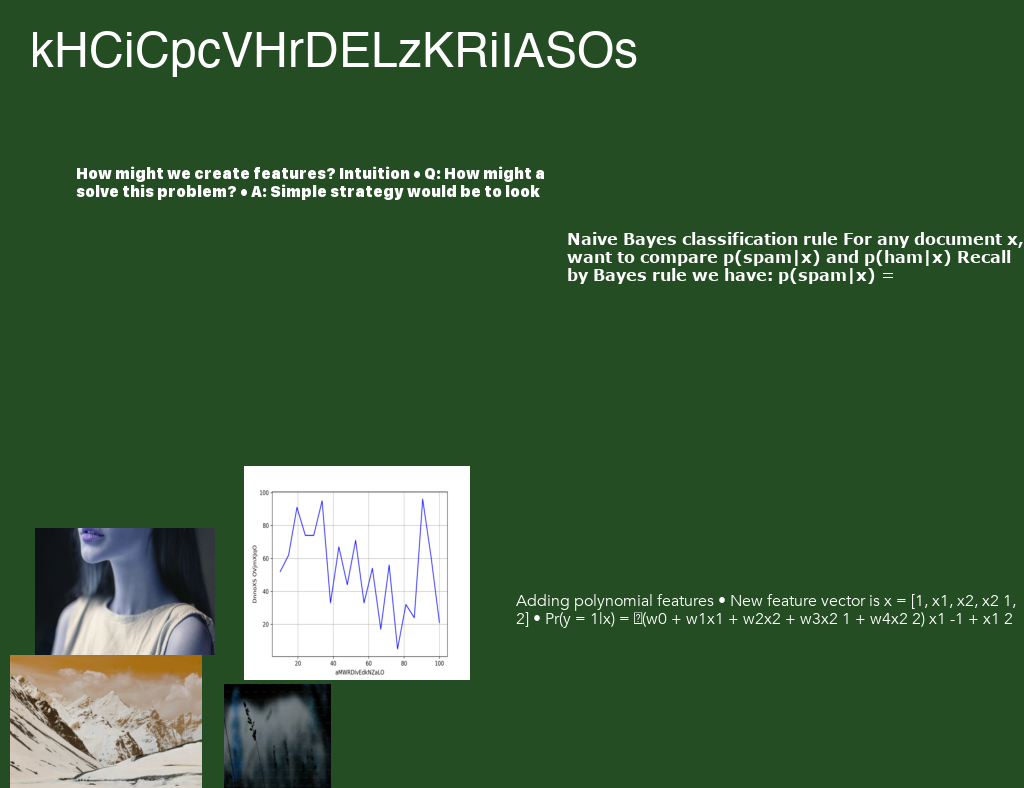 kHCiCpcVHrDELzKRiIASOs
How might we create features? Intuition • Q: How might a
solve this problem? • A: Simple strategy would be to look
Naive Bayes classification rule For any document x,
want to compare p(spam|x) and p(ham|x) Recall
by Bayes rule we have: p(spam|x) =
100
80
60
40
20
20 40 60 80 100
aMWRDlvEdkNZaLO
Adding polynomial features • New feature vector is x = [1, x1, x2, x2 1,
2] • Pr(y = 1|x) = (w0 + w1x1 + w2x2 + w3x2 1 + w4x2 2) x1 -1 + x1 2